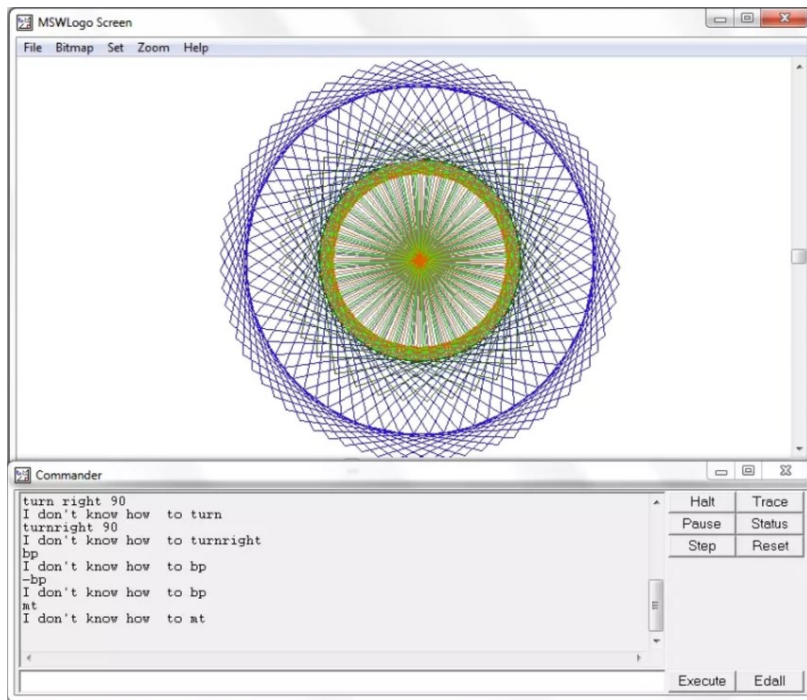 MSWLogo Screen
File Bitmap Set Zoom Help
Commander
turn right 90
I don't know how  to turn
turnright 90
I don't know how  to turnright
bp
I don't know how  to bp
-bp
I don't know how  to bp
mt
I don't know how  to mt
Halt Trace
Pause Status
Step Reset
Execute Edall